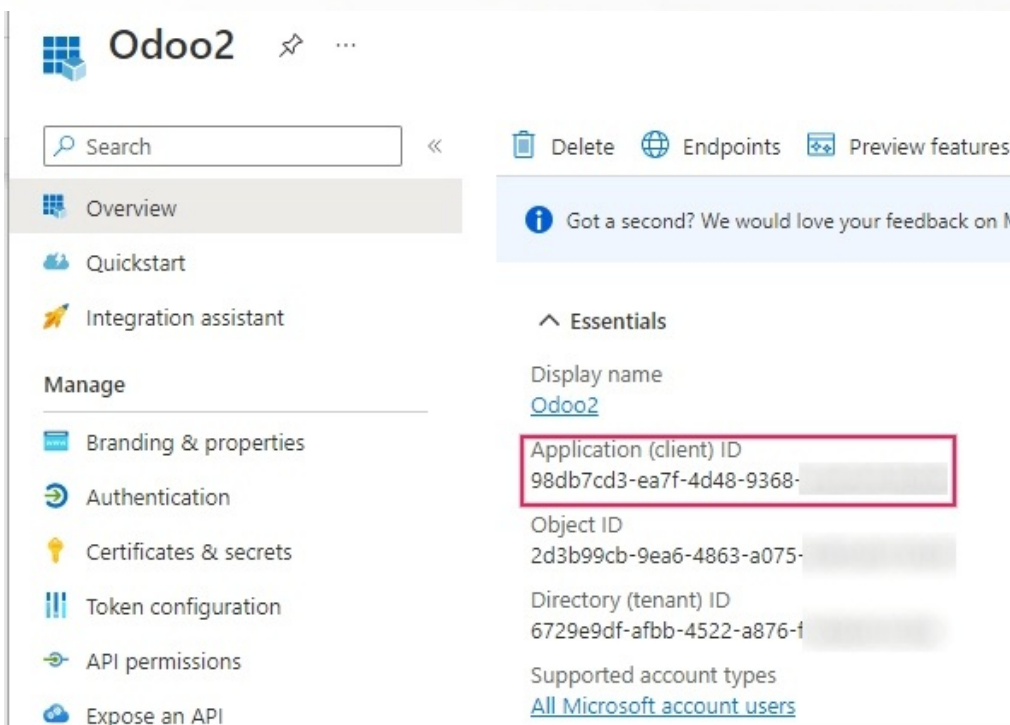 Odoo2
Search
Overview
Quickstart
Integration assistant
Manage
Branding & properties
Authentication
Certificates & secrets
Token configuration
API permissions
Expose an API
Delete
Endpoints
Preview features
Got a second? We would love your feedback on
Essentials
Display name
Odoo2
Application (client) ID
98db7cd3-ea7f-4d48-9368-
Object ID
2d3b99cb-9ea6-4863-a075-
Directory (tenant) ID
6729e9df-afbb-4522-a876-f
Supported account types
All Microsoft account users